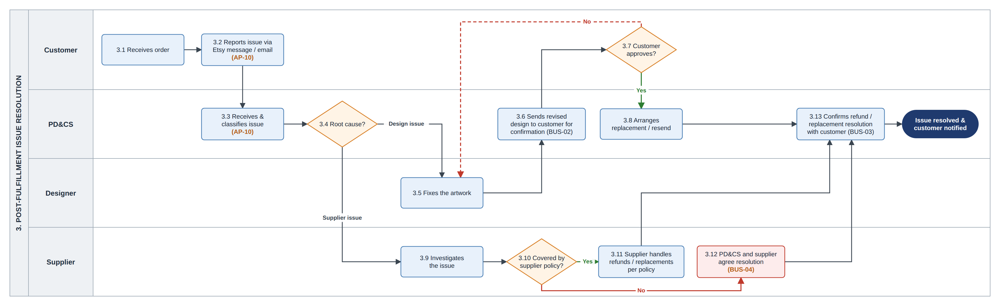 3. POST-FULFILLMENT ISSUE RESOLUTION
Customer
3.1 Receives order
3.2 Reports issue via
Etsy message / email
(AP-10)
No
3.7 Customer
approves?
Yes
PD&CS
3.3 Receives &
classifies issue
(AP-10)
3.4 Root cause?
Design issue
3.6 Sends revised
design to customer for
confirmation (BUS-02)
3.8 Arranges
replacement / resend
3.13 Confirms refund /
replacement resolution
with customer (BUS-03)
Issue resolved &
customer notified
Designer
3.5 Fixes the artwork
Supplier issue
Supplier
3.9 Investigates
the issue
3.10 Covered by
supplier policy?
Yes
3.11 Supplier handles
refunds / replacements
per policy
3.12 PD&CS and supplier
agree resolution
(BUS-04)
No